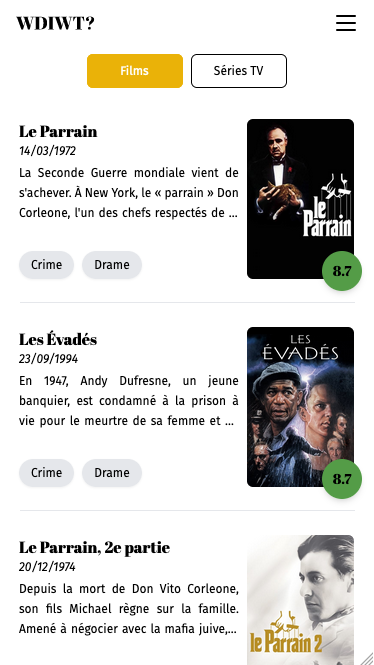 WDIWT?
Films
Séries TV
Le Parrain
14/03/1972
La Seconde Guerre mondiale vient de
s'achever. À New York, le « parrain » Don
Corleone, l'un des chefs respectés de ...
Crime
Drame
le
Parrain
8.7
Les Évadés
23/09/1994
En 1947, Andy Dufresne, un jeune
banquier, est condamné à la prison à
vie pour le meurtre de sa femme et ...
Crime
Drame
LES
ÉVADÉS
8.7
Le Parrain, 2e partie
20/12/1974
Depuis la mort de Don Vito Corleone,
son fils Michael règne sur la famille.
Amené à négocier avec la mafia juive,...
le Parrain 2